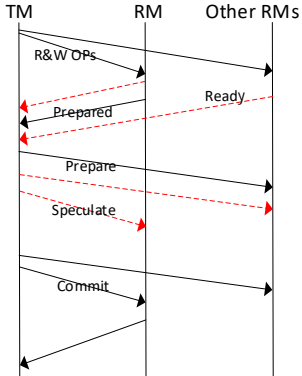 TM RM Other RMs
R&W OPs
Ready
Prepared
Prepare
Speculate
Commit